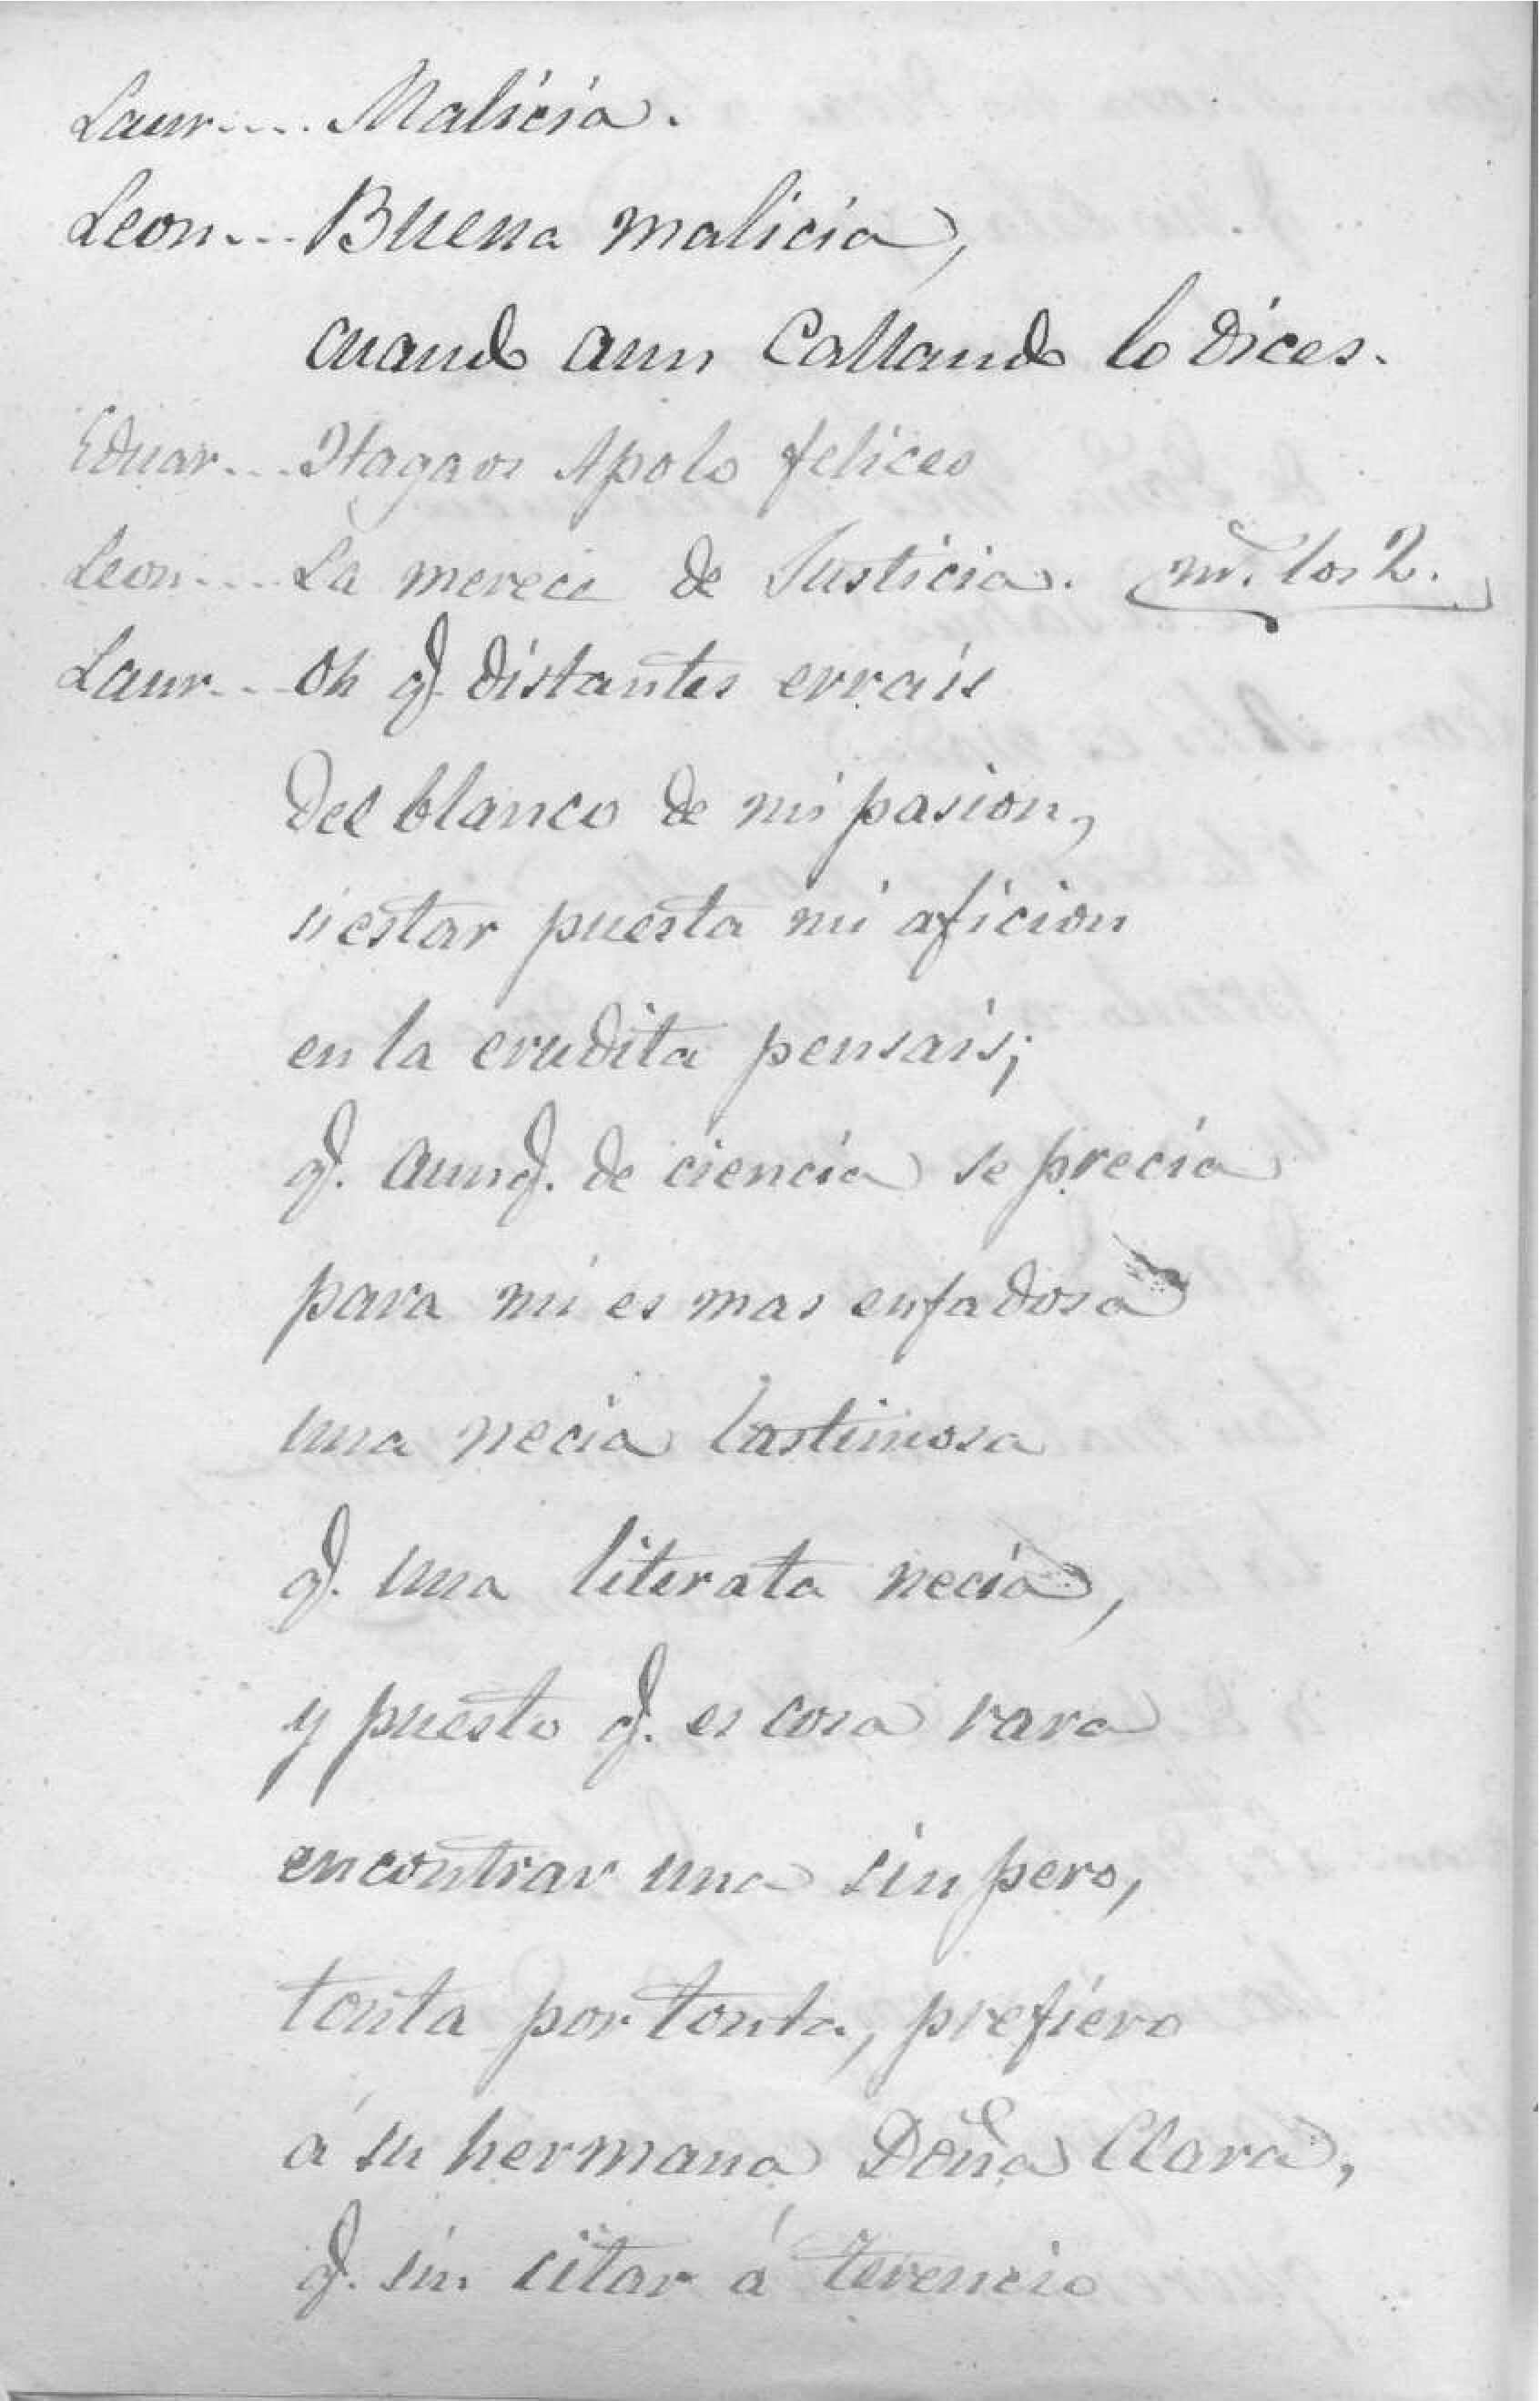 Laur.... Malicia.
Leon... Buena malicia,
cuando aun Callando lo dices.
Eduar... Hagaos Apolo felices
Leon.... La merece de Justicia. los 2.
Laur... Oh q. distantes errais
Del blanco de mi pasion,
si estar puesta mi aficion
en la erudita pensais;
q. aunq. de ciencia se precia
para mi es mas enfadosa
una necia lastimosa
q. una literata necia,
y puesto q. es cosa rara
encontrar una sin pero,
tonta por tonta, prefiero
á su hermana Doña Clara,
q. sin citar á terencio